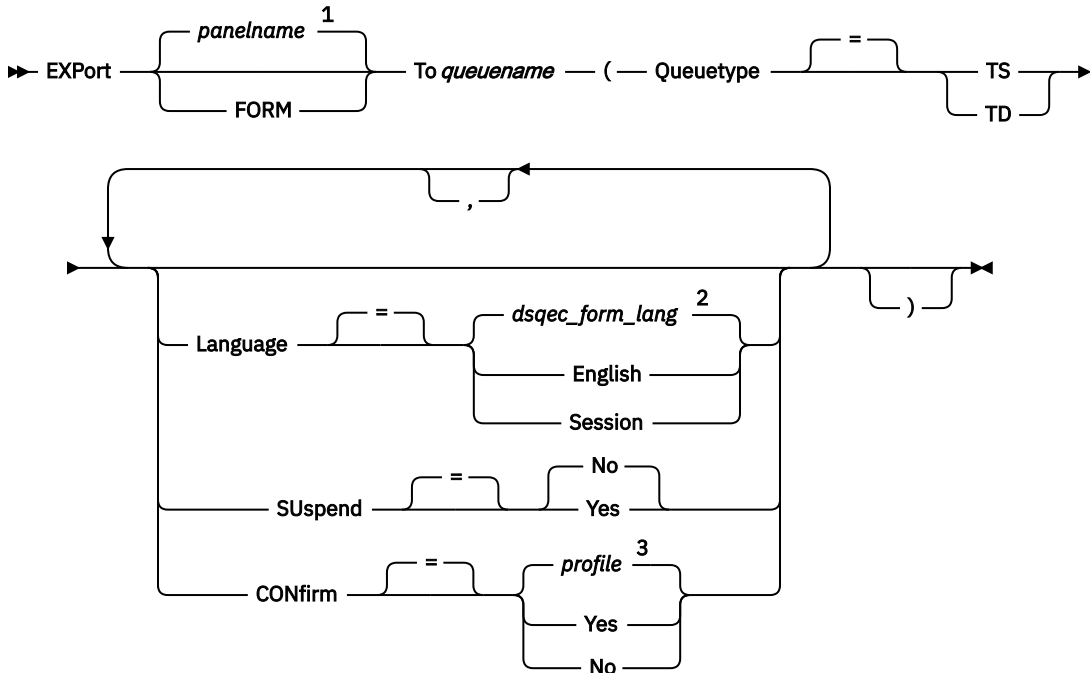 panelname 1
EXPort
FORM
To queuename ( Queuetype = TS
TD
,
)
Language = dsqec_form_lang 2
English
Session
SUspend = No
Yes
CONfirm = profile 3
Yes
No